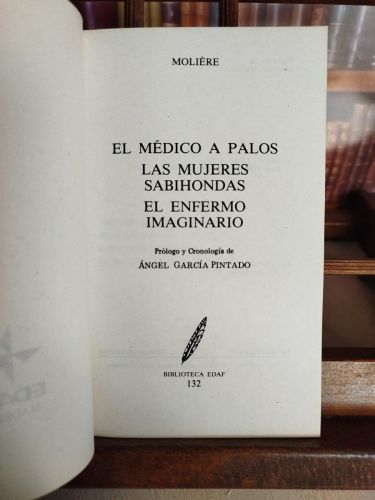 MOLIÈRE
EL MÉDICO A PALOS
LAS MUJERES
SABIHONDAS
EL ENFERMO
IMAGINARIO
Prólogo y Cronología de
ÁNGEL GARCÍA PINTADO
BIBLIOTECA EDAF
132